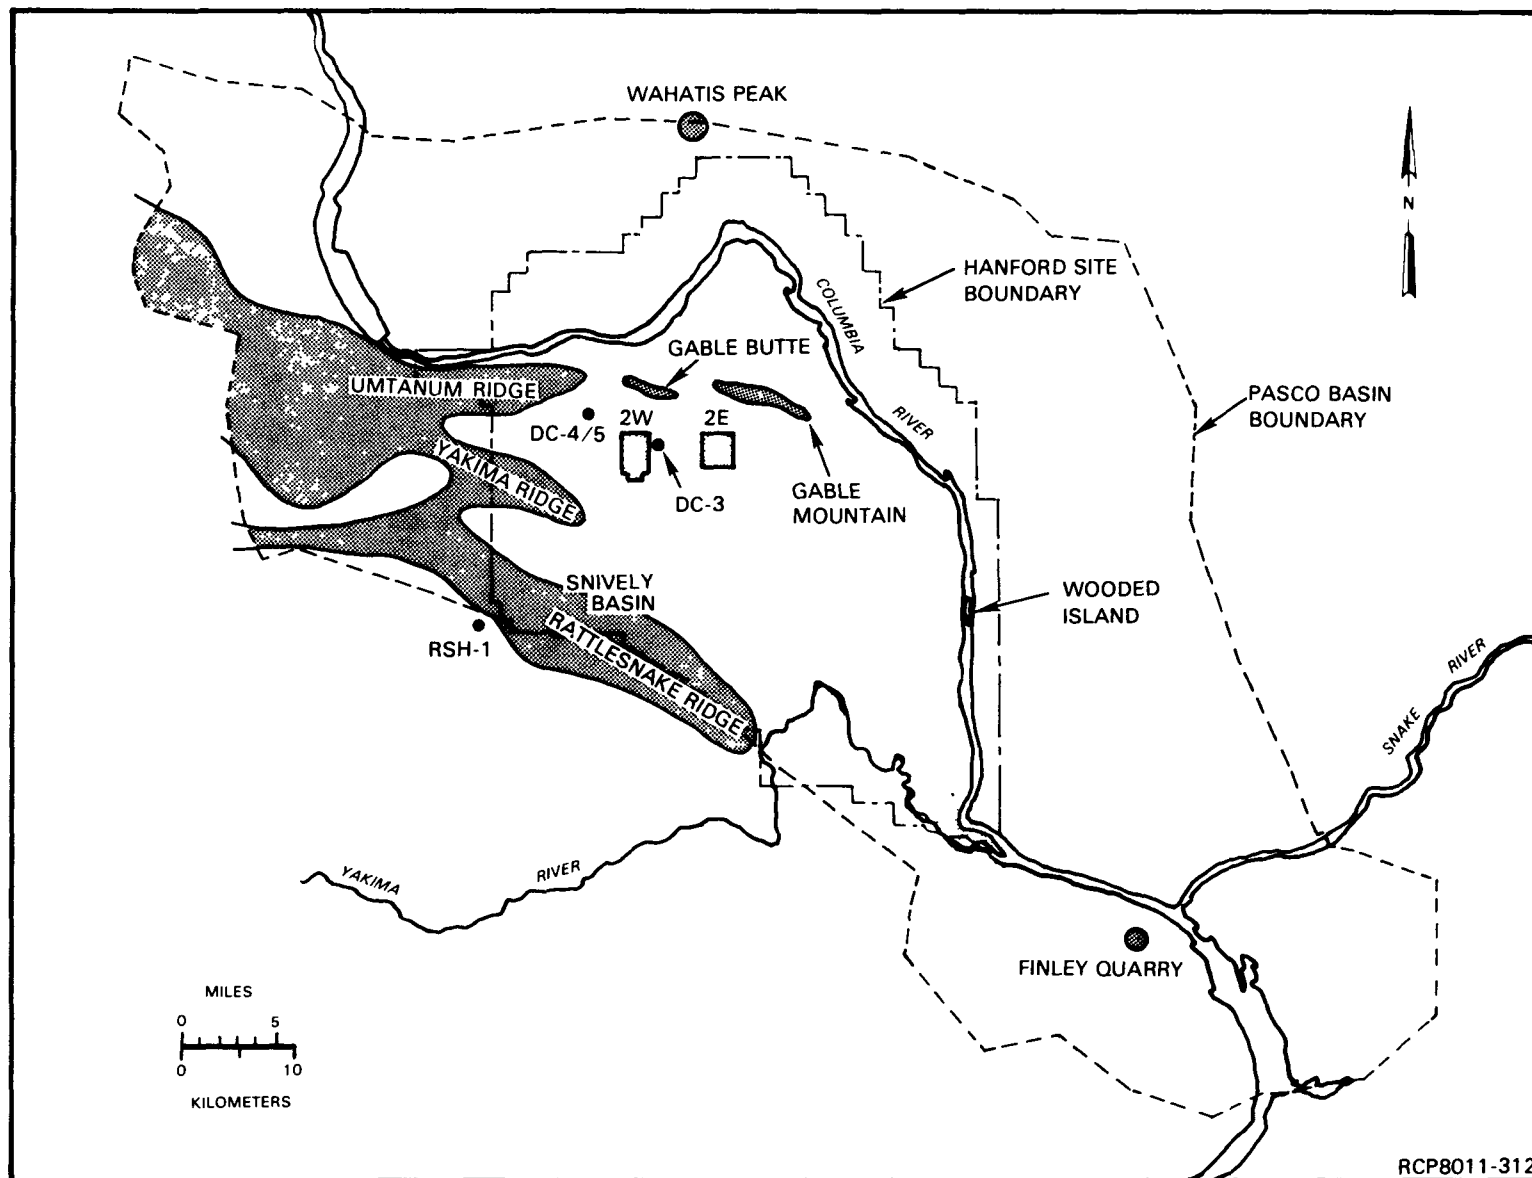 WAHATIS PEAK
N
HANFORD SITE
BOUNDARY
COLUMBIA
RIVER
GABLE BUTTE
UMTANUM RIDGE
PASCO BASIN
BOUNDARY
DC-4/5
2W
2E
YAKIMA RIDGE
DC-3
GABLE
MOUNTAIN
SNIVELY
BASIN
WOODED
ISLAND
RSH-1
RATTLESNAKE RIDGE
SNAKE
RIVER
YAKIMA
RIVER
FINLEY QUARRY
MILES
0 5
0 10
KILOMETERS
RCP8011-312